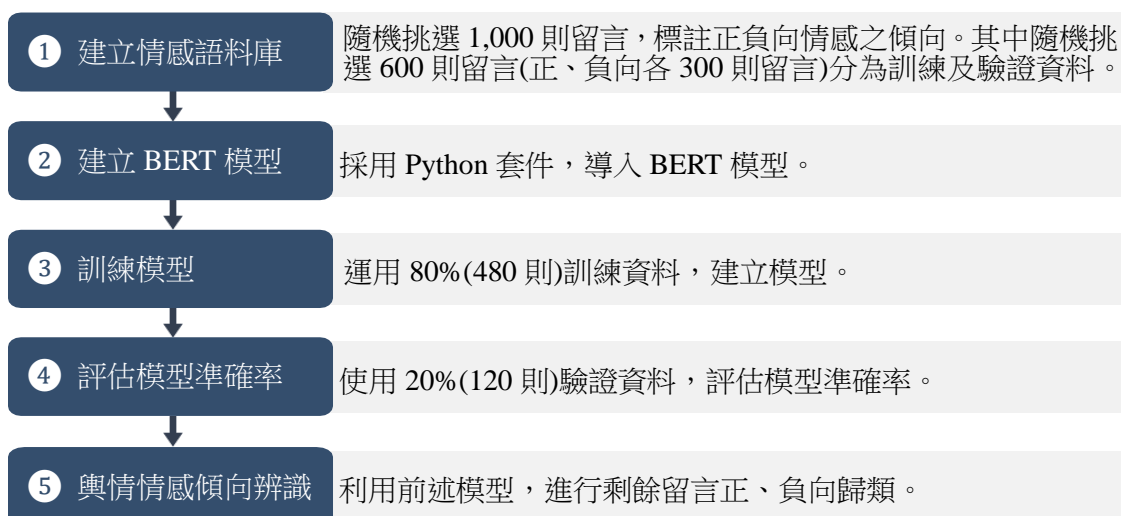 ❶ 建立情感語料庫
隨機挑選 1,000 則留言，標註正負向情感之傾向。其中隨機挑
選 600 則留言(正、負向各 300 則留言)分為訓練及驗證資料。
❷ 建立 BERT 模型
採用 Python 套件，導入 BERT 模型。
❸ 訓練模型
運用 80%(480 則)訓練資料，建立模型。
❹ 評估模型準確率
使用 20%(120 則)驗證資料，評估模型準確率。
❺ 輿情情感傾向辨識
利用前述模型，進行剩餘留言正、負向歸類。